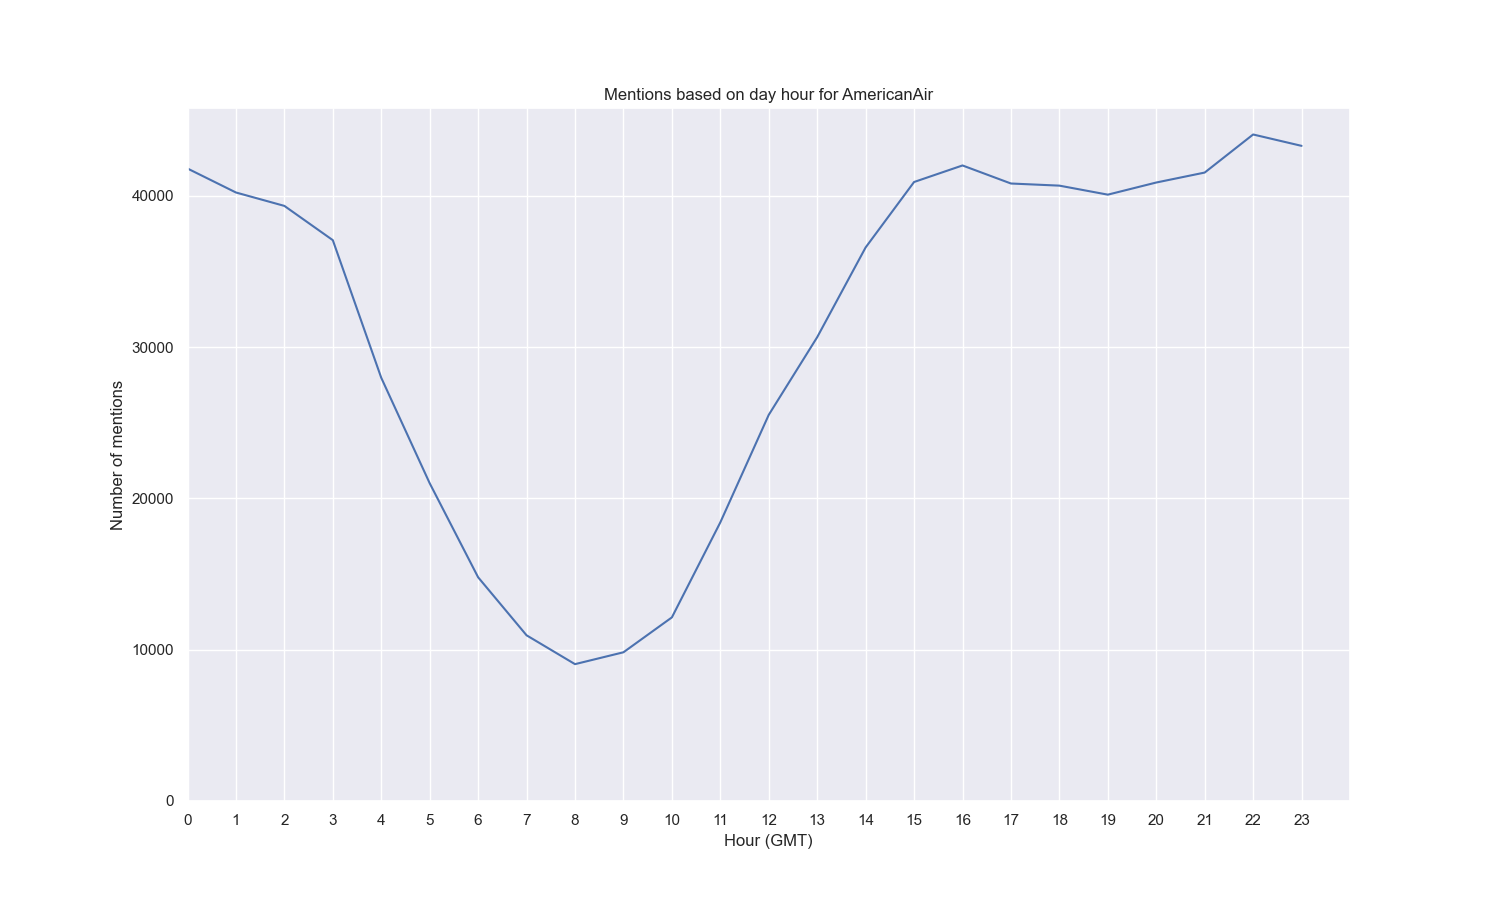 Mentions based on day hour for AmericanAir
Number of mentions
40000
30000
20000
10000
0
0 1 2 3 4 5 6 7 8 9 10 11 12 13 14 15 16 17 18 19 20 21 22 23
Hour (GMT)